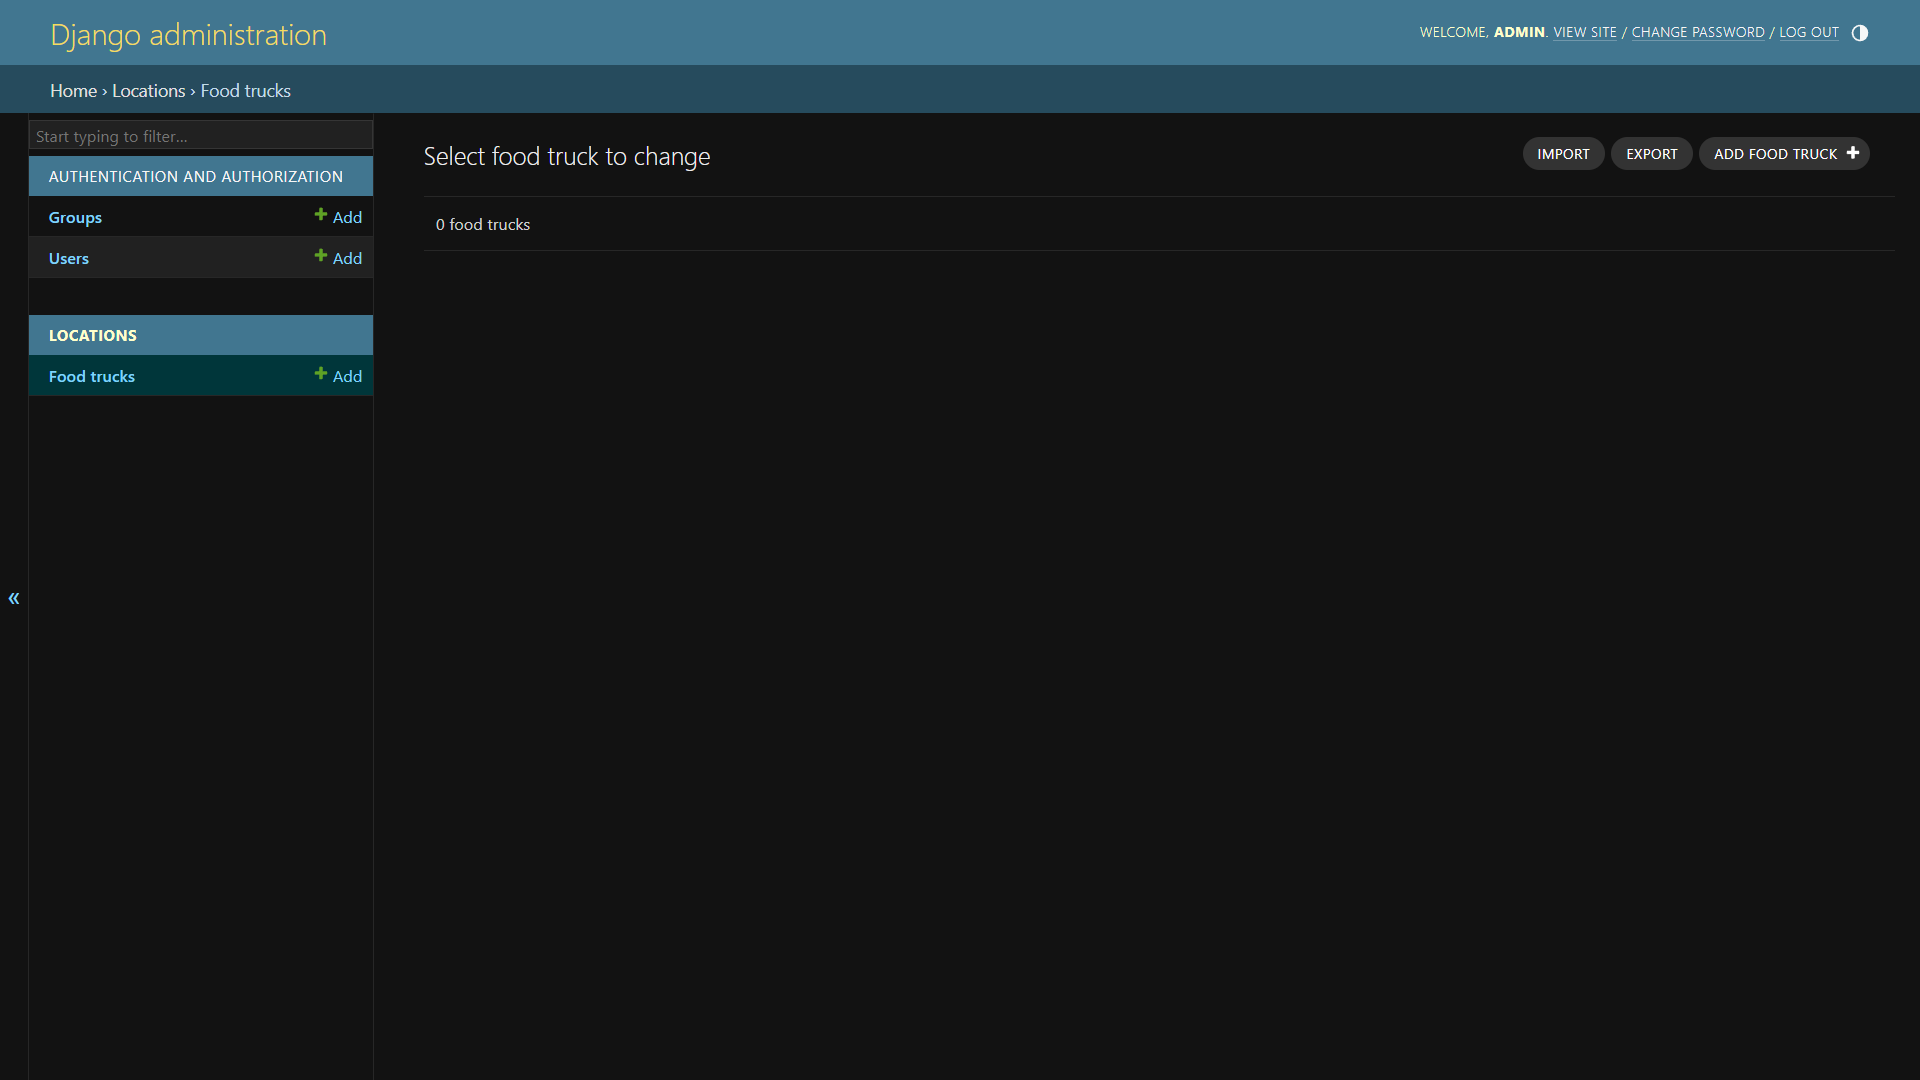 Django administration
WELCOME, ADMIN. VIEW SITE / CHANGE PASSWORD / LOG OUT
Home › Locations › Food trucks
Start typing to filter...
AUTHENTICATION AND AUTHORIZATION
Groups Add
Users Add
LOCATIONS
Food trucks Add
«
Select food truck to change
IMPORT EXPORT ADD FOOD TRUCK
0 food trucks